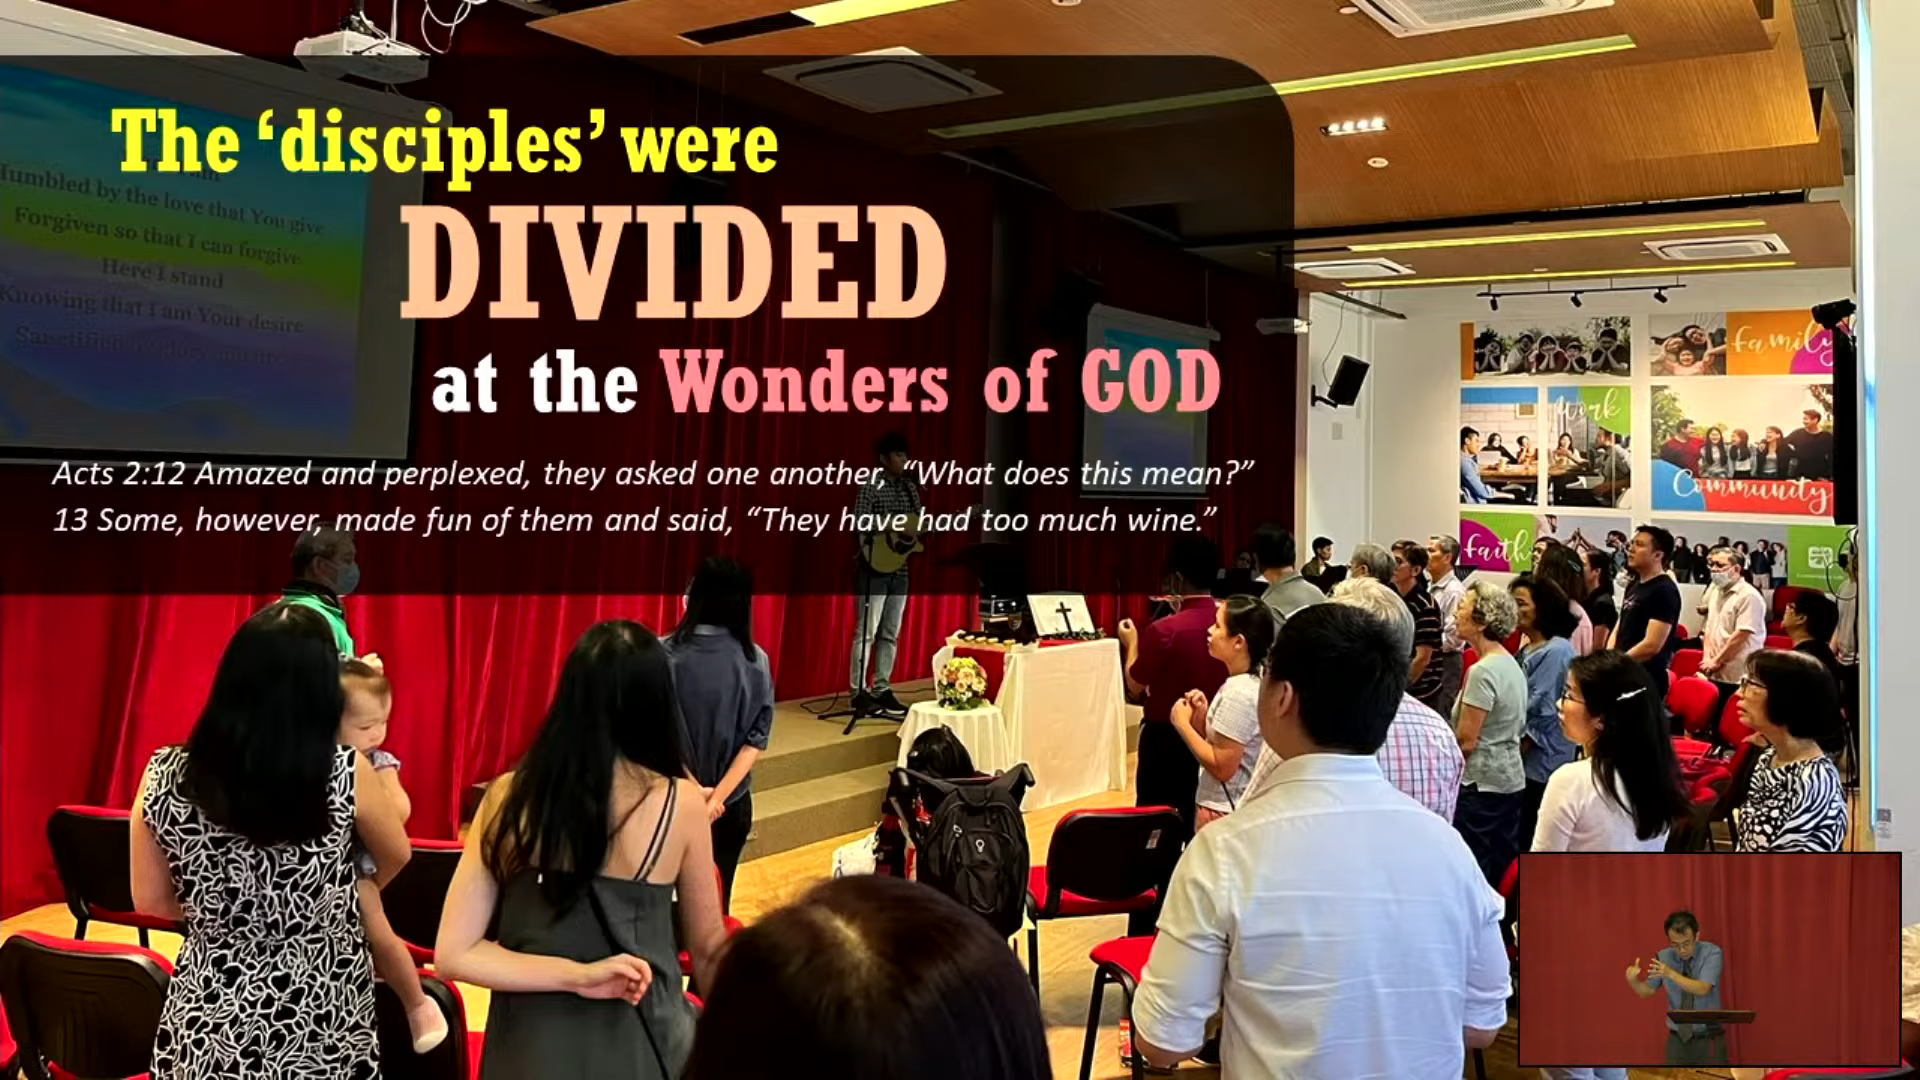 The ‘disciples’ were
DIVIDED
at the Wonders of GOD
Acts 2:12 Amazed and perplexed, they asked one another, “What does this mean?”
13 Some, however, made fun of them and said, “They have had too much wine.”
Humbled by the love that You give
Forgiven so that I can forgive
Here I stand
Knowing that I am Your desire
Family
Work
Community
Faith